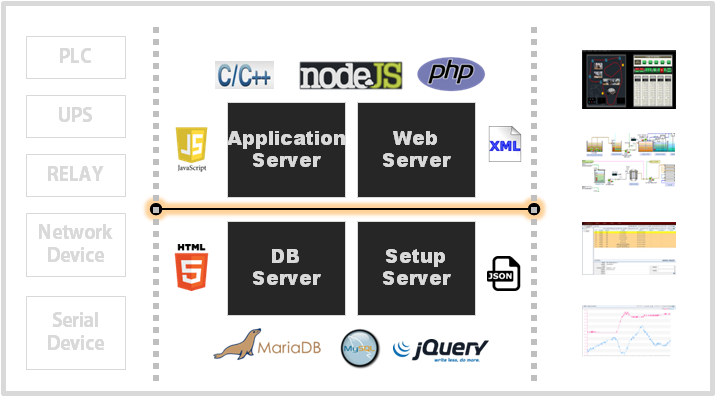 PLC
UPS
RELAY
Network
Device
Serial
Device
C/C++
nodeJS
php
JS
JavaScript
Application
Server
Web
Server
XML
HTML
5
DB
Server
Setup
Server
JSON
MariaDB
MySQL
jQuery
write less, do more.